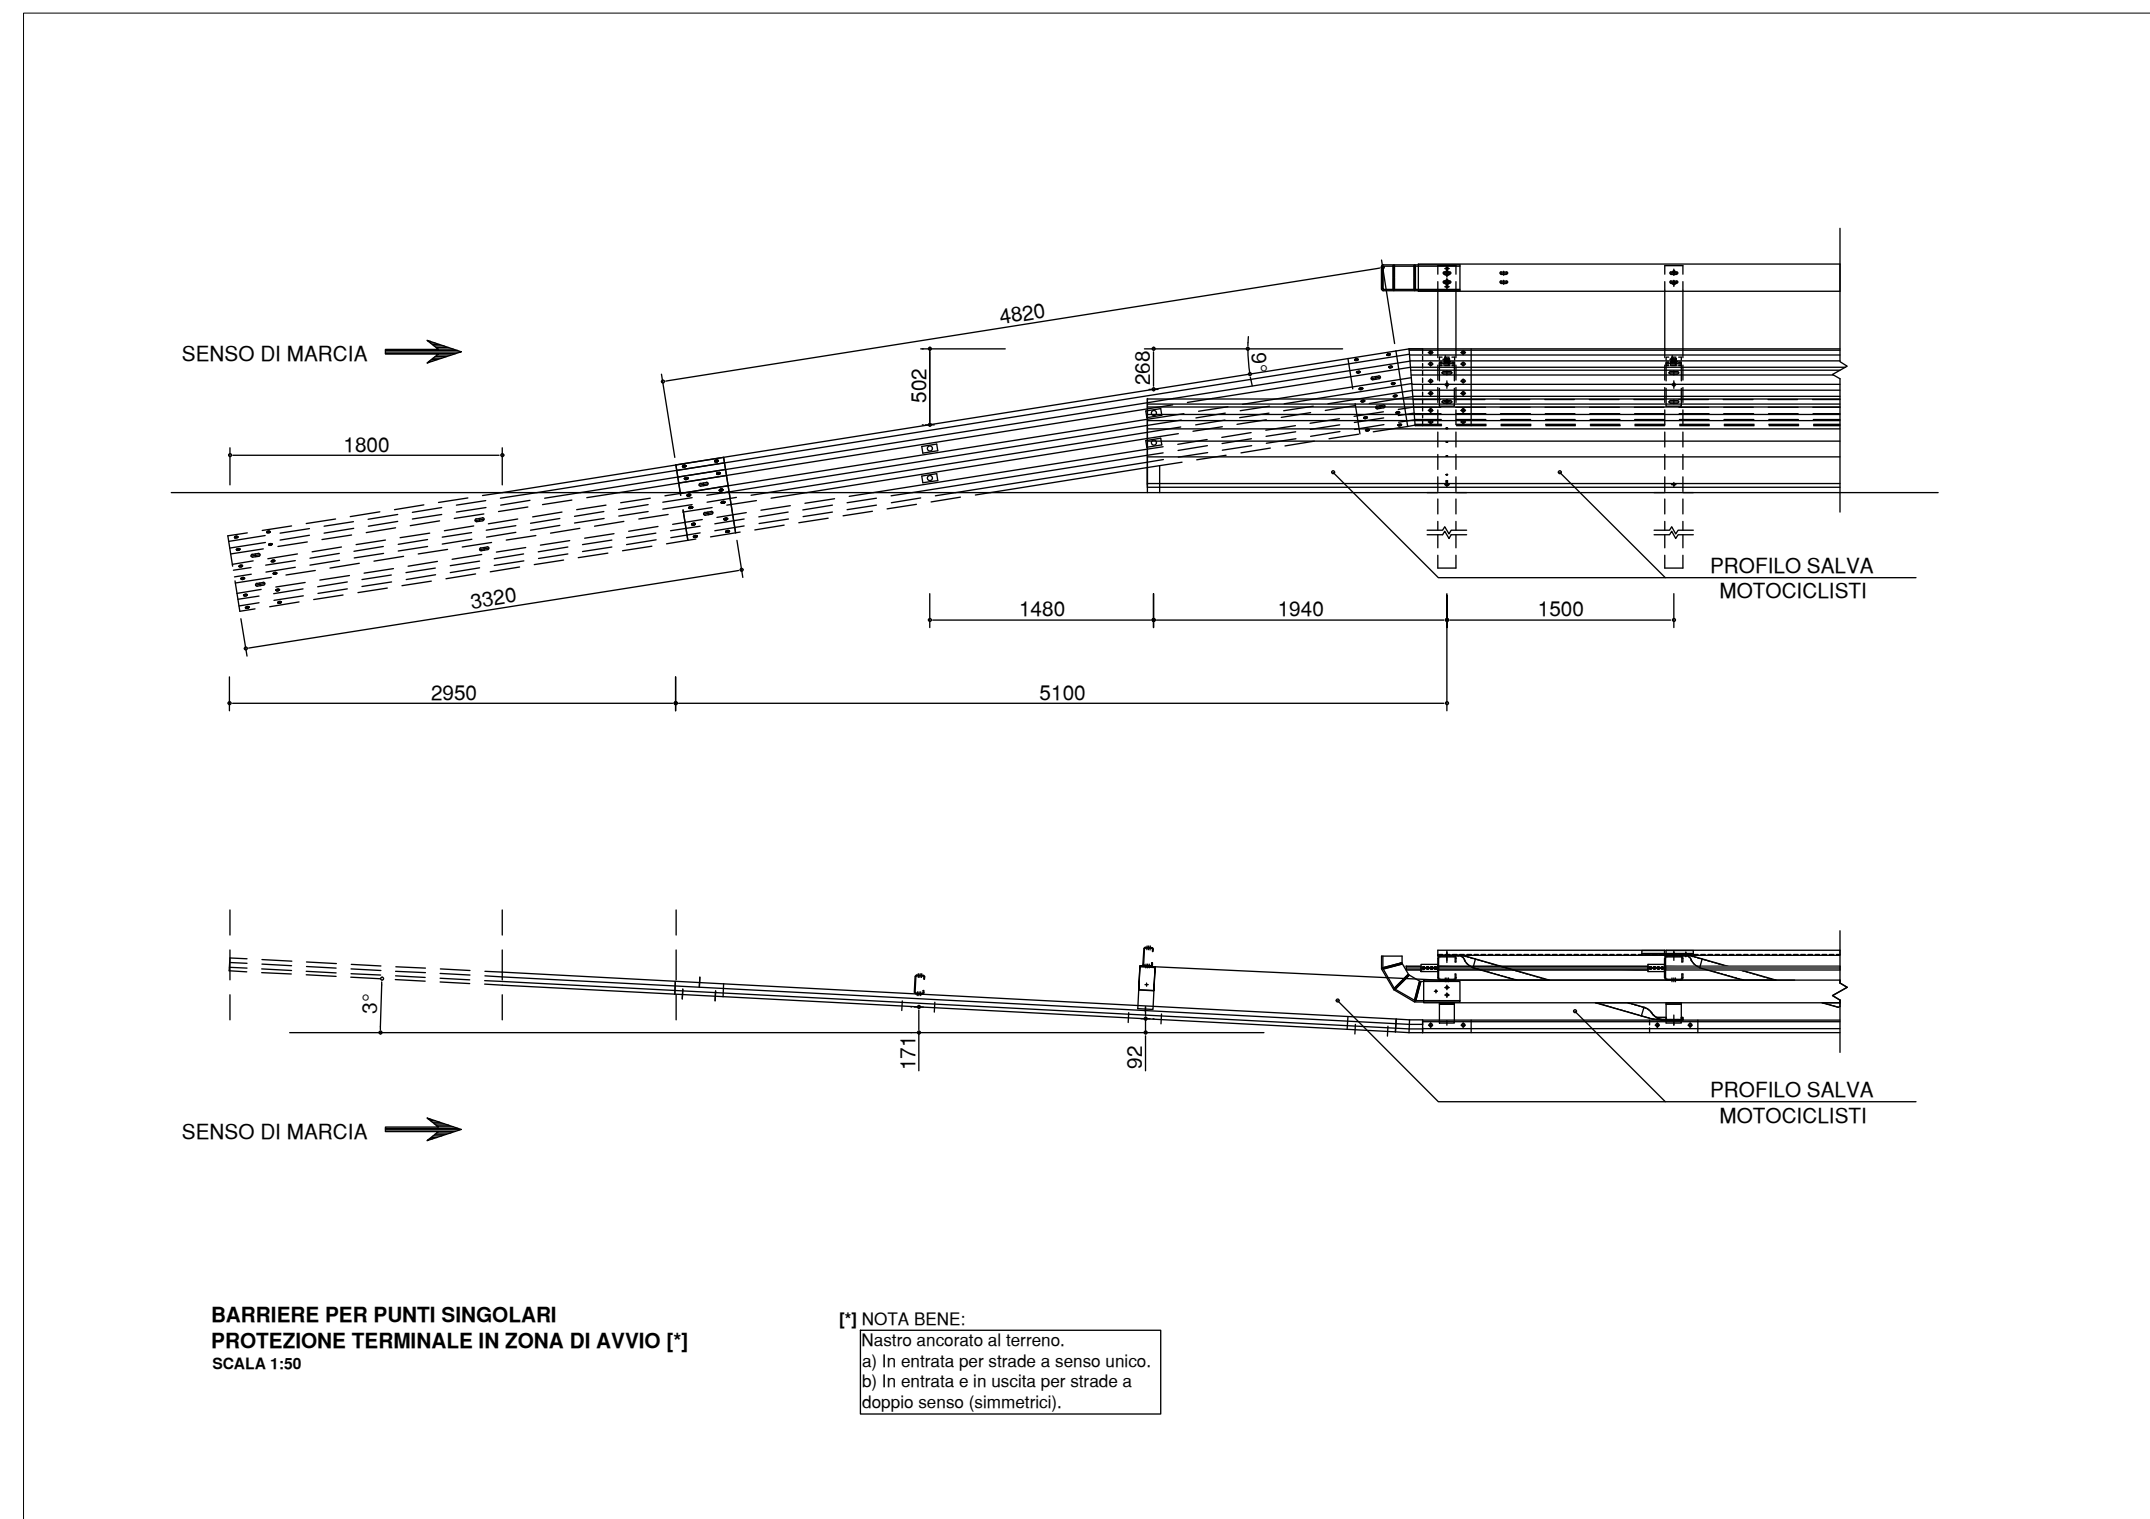 4820
SENSO DI MARCIA
502
268
9°
1800
PROFILO SALVA
MOTOCICLISTI
3320
1480
1940
1500
2950
5100
3°
171
92
PROFILO SALVA
MOTOCICLISTI
SENSO DI MARCIA
BARRIERE PER PUNTI SINGOLARI
PROTEZIONE TERMINALE IN ZONA DI AVVIO [*]
SCALA 1:50
[*] NOTA BENE:
Nastro ancorato al terreno.
a) In entrata per strade a senso unico.
b) In entrata e in uscita per strade a
doppio senso (simmetrici).